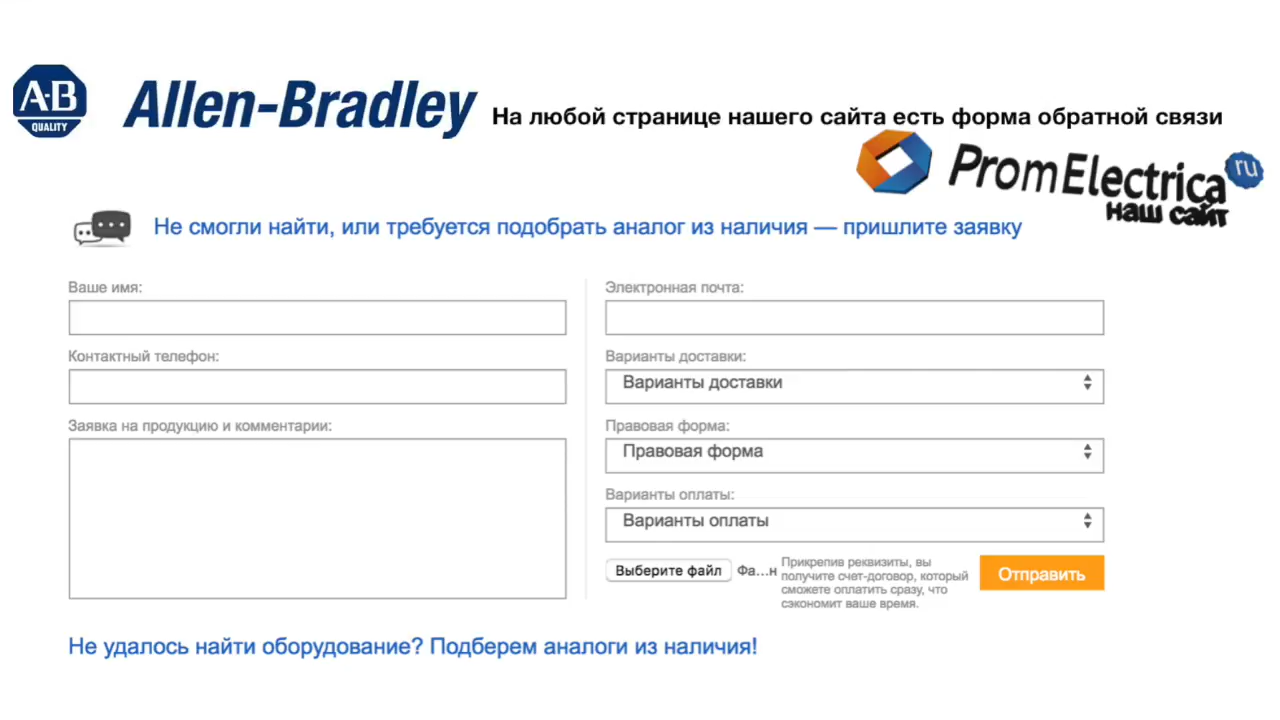 A-B
QUALITY
Allen-Bradley
На любой странице нашего сайта есть форма обратной связи
PromElectrica ru
наш сайт
Не смогли найти, или требуется подобрать аналог из наличия — пришлите заявку
Ваше имя:
Электронная почта:
Контактный телефон:
Варианты доставки:
Варианты доставки
Заявка на продукцию и комментарии:
Правовая форма:
Правовая форма
Варианты оплаты:
Варианты оплаты
Выберите файл Фа...н
Прикрепив реквизиты, вы
получите счет-договор, который
сможете оплатить сразу, что
сэкономит ваше время.
Отправить
Не удалось найти оборудование? Подберем аналоги из наличия!